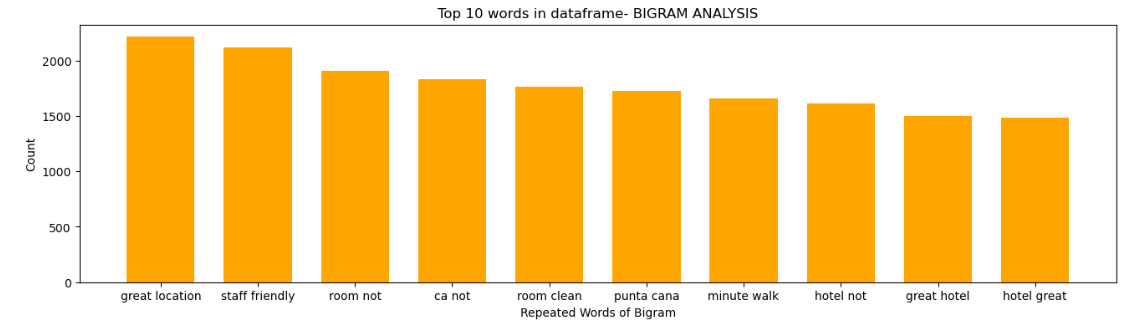 Top 10 words in dataframe- BIGRAM ANALYSIS
Count
2000
1500
1000
500
0
great location staff friendly room not ca not room clean punta cana minute walk hotel not great hotel hotel great
Repeated Words of Bigram